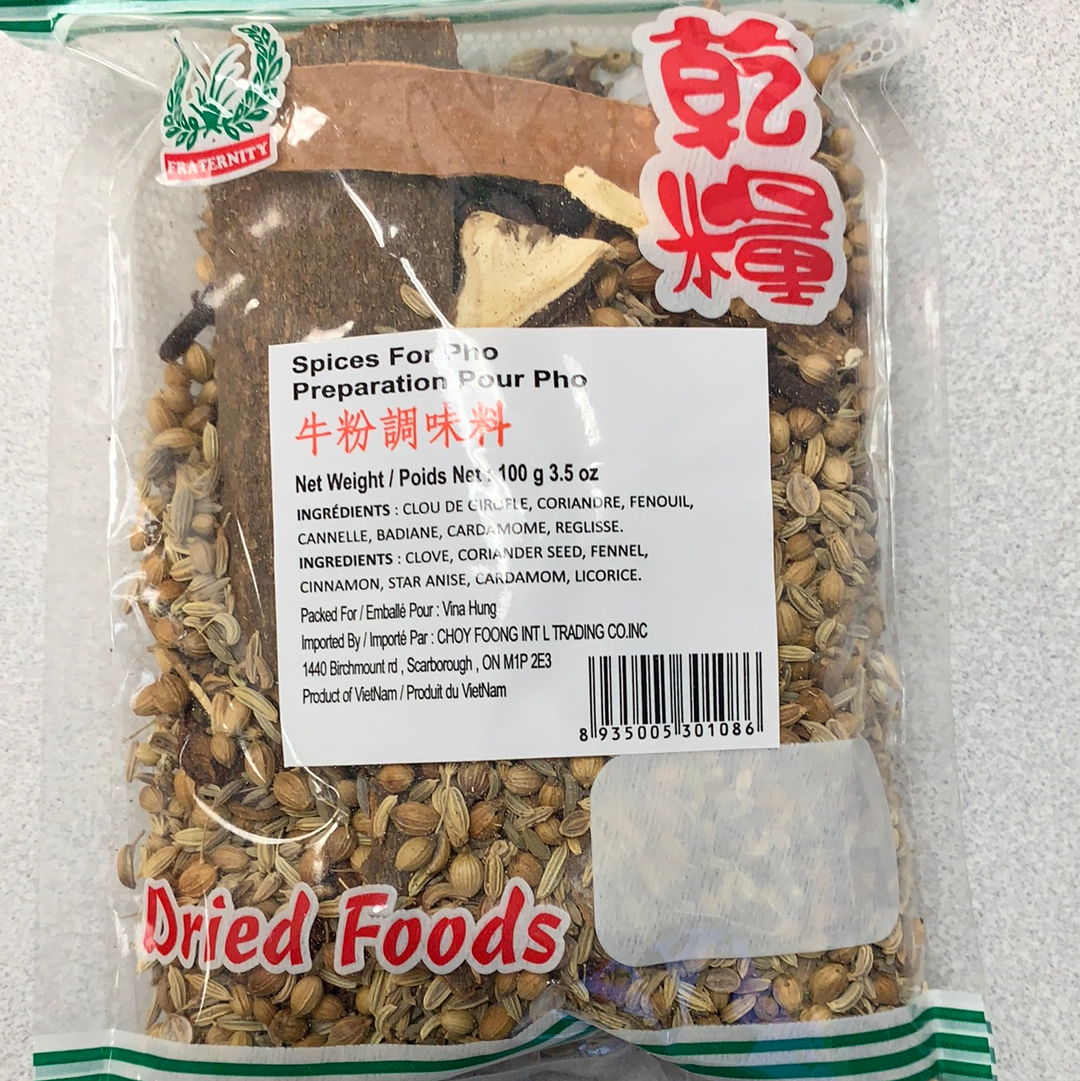 FRATERNITY
乾
糧
Spices For Pho
Preparation Pour Pho
牛粉調味料
Net Weight / Poids Net : 100 g 3.5 oz
INGRÉDIENTS : CLOU DE GIROFLE, CORIANDRE, FENOUIL,
CANNELLE, BADIANE, CARDAMOME, REGLISSE.
INGREDIENTS : CLOVE, CORIANDER SEED, FENNEL,
CINNAMON, STAR ANISE, CARDAMOM, LICORICE.
Packed For / Emballé Pour : Vina Hung
Imported By / Importé Par : CHOY FOONG INT L TRADING CO.INC
1440 Birchmount rd , Scarborough , ON M1P 2E3
Product of VietNam / Produit du VietNam
8 935005 301086
Dried Foods